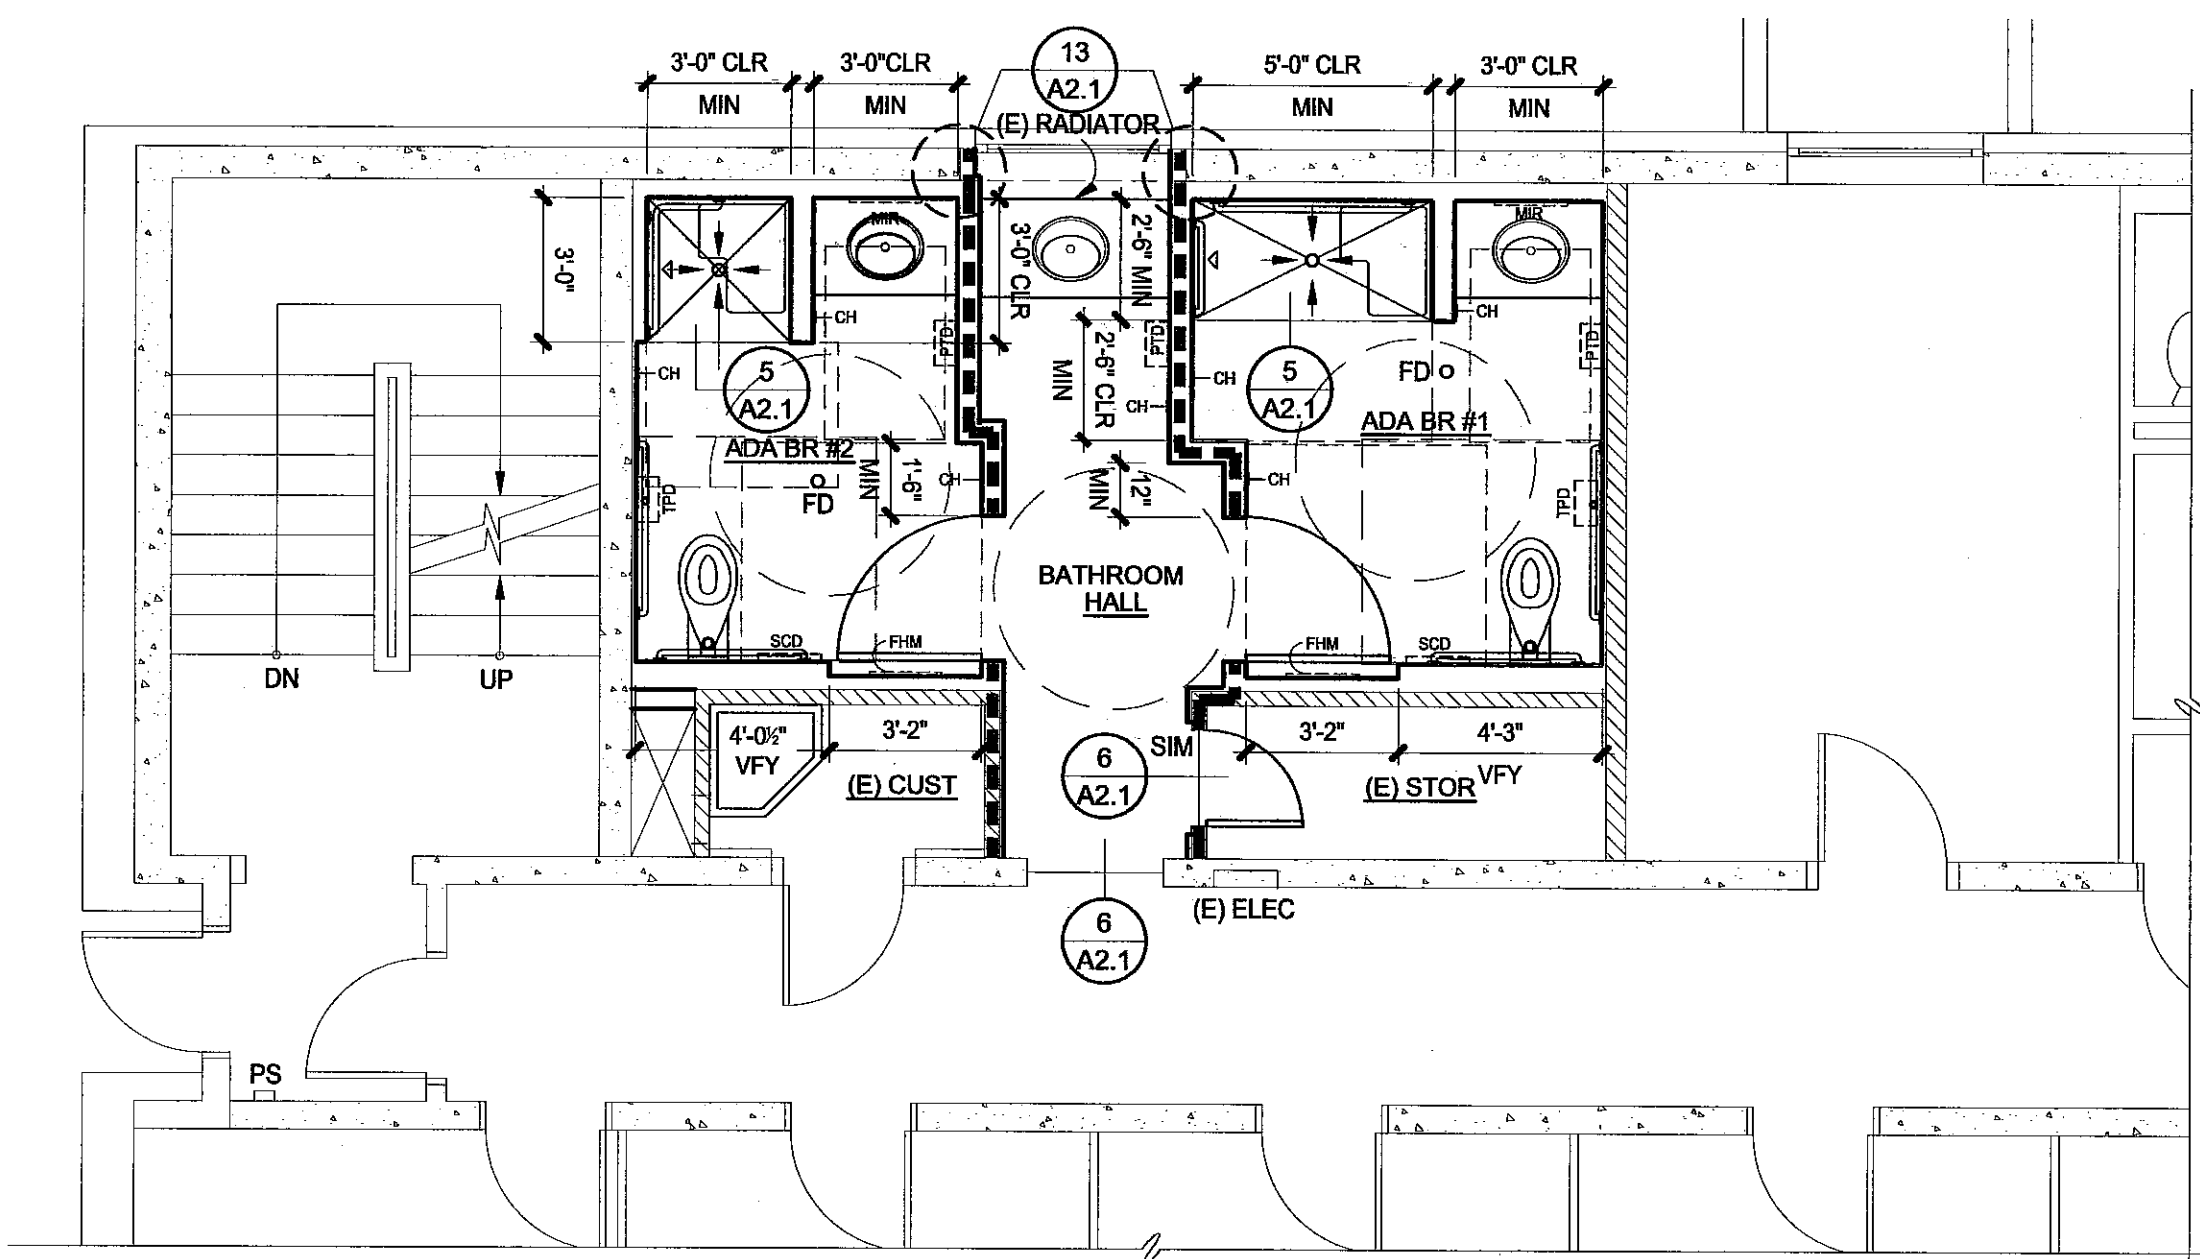 3'-0" CLR
MIN
3'-0"CLR
MIN
13
A2.1
5'-0" CLR
MIN
3'-0" CLR
MIN
(E) RADIATOR
3'-0"
MIR
3'-0" CLR
2'-6" MIN
MIR
CH
PTD
PTD
CH
PTD
CH
5
A2.1
MIN
2'-6" CLR
CH
CH
5
A2.1
FD
ADA BR #1
ADA BR #2
MIN
1'-6"
CH
MIN
12"
CH
TPD
FD
TPD
BATHROOM
HALL
SCD
FHM
FHM
SCD
DN
UP
4'-0½"
VFY
3'-2"
(E) CUST
SIM
6
A2.1
3'-2"
4'-3"
VFY
(E) STOR
6
A2.1
(E) ELEC
PS